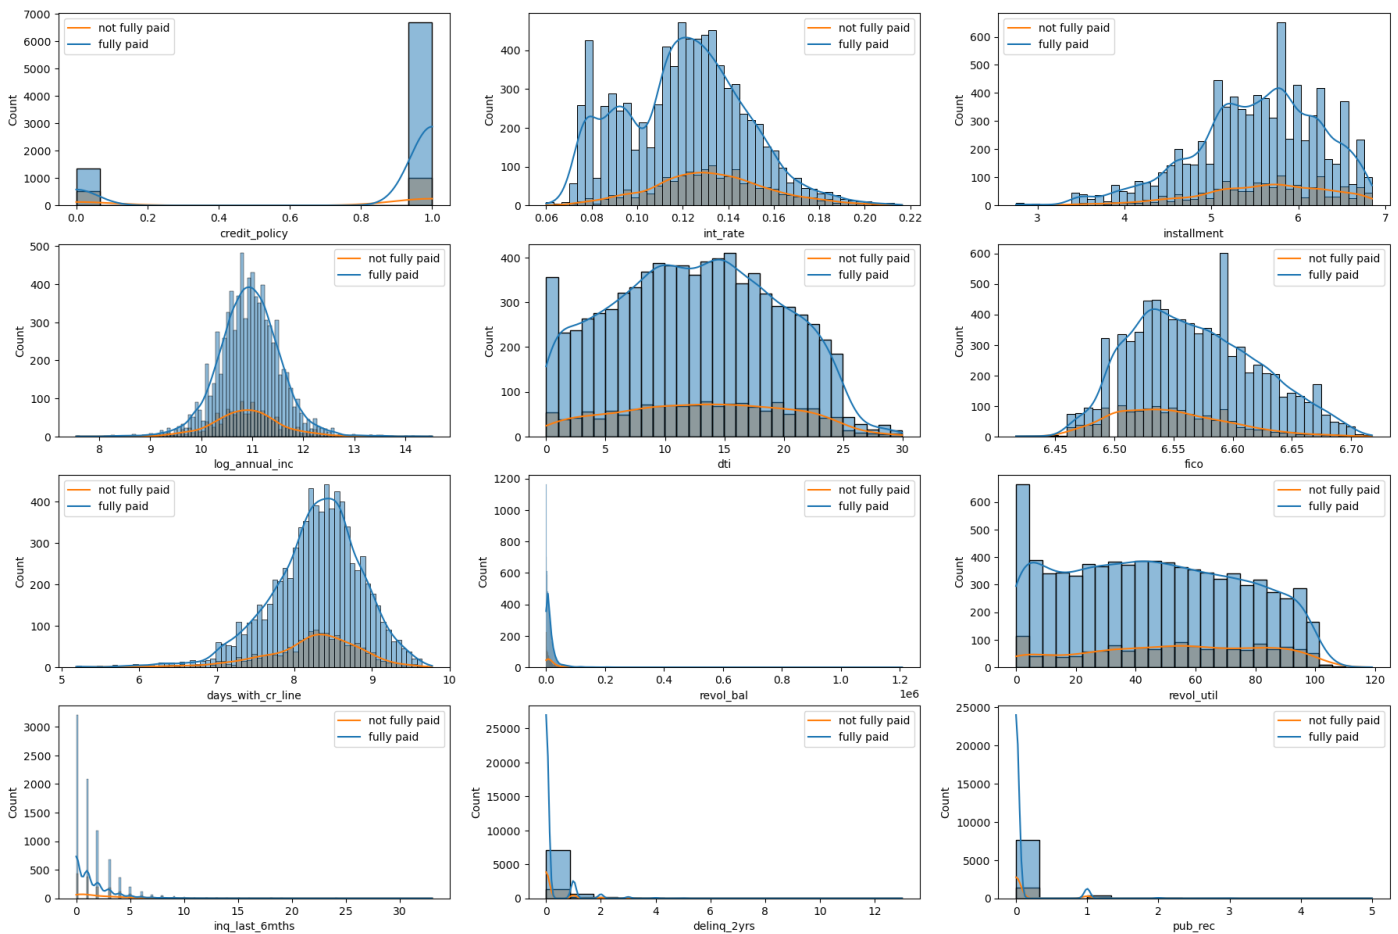 7000
6000
5000
4000
3000
2000
1000
0
Count
not fully paid
fully paid
0.0 0.2 0.4 0.6 0.8 1.0
credit_policy
400
300
200
100
0
Count
not fully paid
fully paid
0.06 0.08 0.10 0.12 0.14 0.16 0.18 0.20 0.22
int_rate
600
500
400
300
200
100
0
Count
not fully paid
fully paid
3 4 5 6 7
installment
500
400
300
200
100
0
Count
not fully paid
fully paid
8 9 10 11 12 13 14
log_annual_inc
400
300
200
100
0
Count
not fully paid
fully paid
0 5 10 15 20 25 30
dti
600
500
400
300
200
100
0
Count
not fully paid
fully paid
6.45 6.50 6.55 6.60 6.65 6.70
fico
400
300
200
100
0
Count
not fully paid
fully paid
5 6 7 8 9 10
days_with_cr_line
1200
1000
800
600
400
200
0
Count
not fully paid
fully paid
0.0 0.2 0.4 0.6 0.8 1.0 1.2
revol_bal
1e6
600
500
400
300
200
100
0
Count
not fully paid
fully paid
0 20 40 60 80 100 120
revol_util
3000
2500
2000
1500
1000
500
0
Count
not fully paid
fully paid
0 5 10 15 20 25 30
inq_last_6mths
25000
20000
15000
10000
5000
0
Count
not fully paid
fully paid
0 2 4 6 8 10 12
delinq_2yrs
25000
20000
15000
10000
5000
0
Count
not fully paid
fully paid
0 1 2 3 4 5
pub_rec